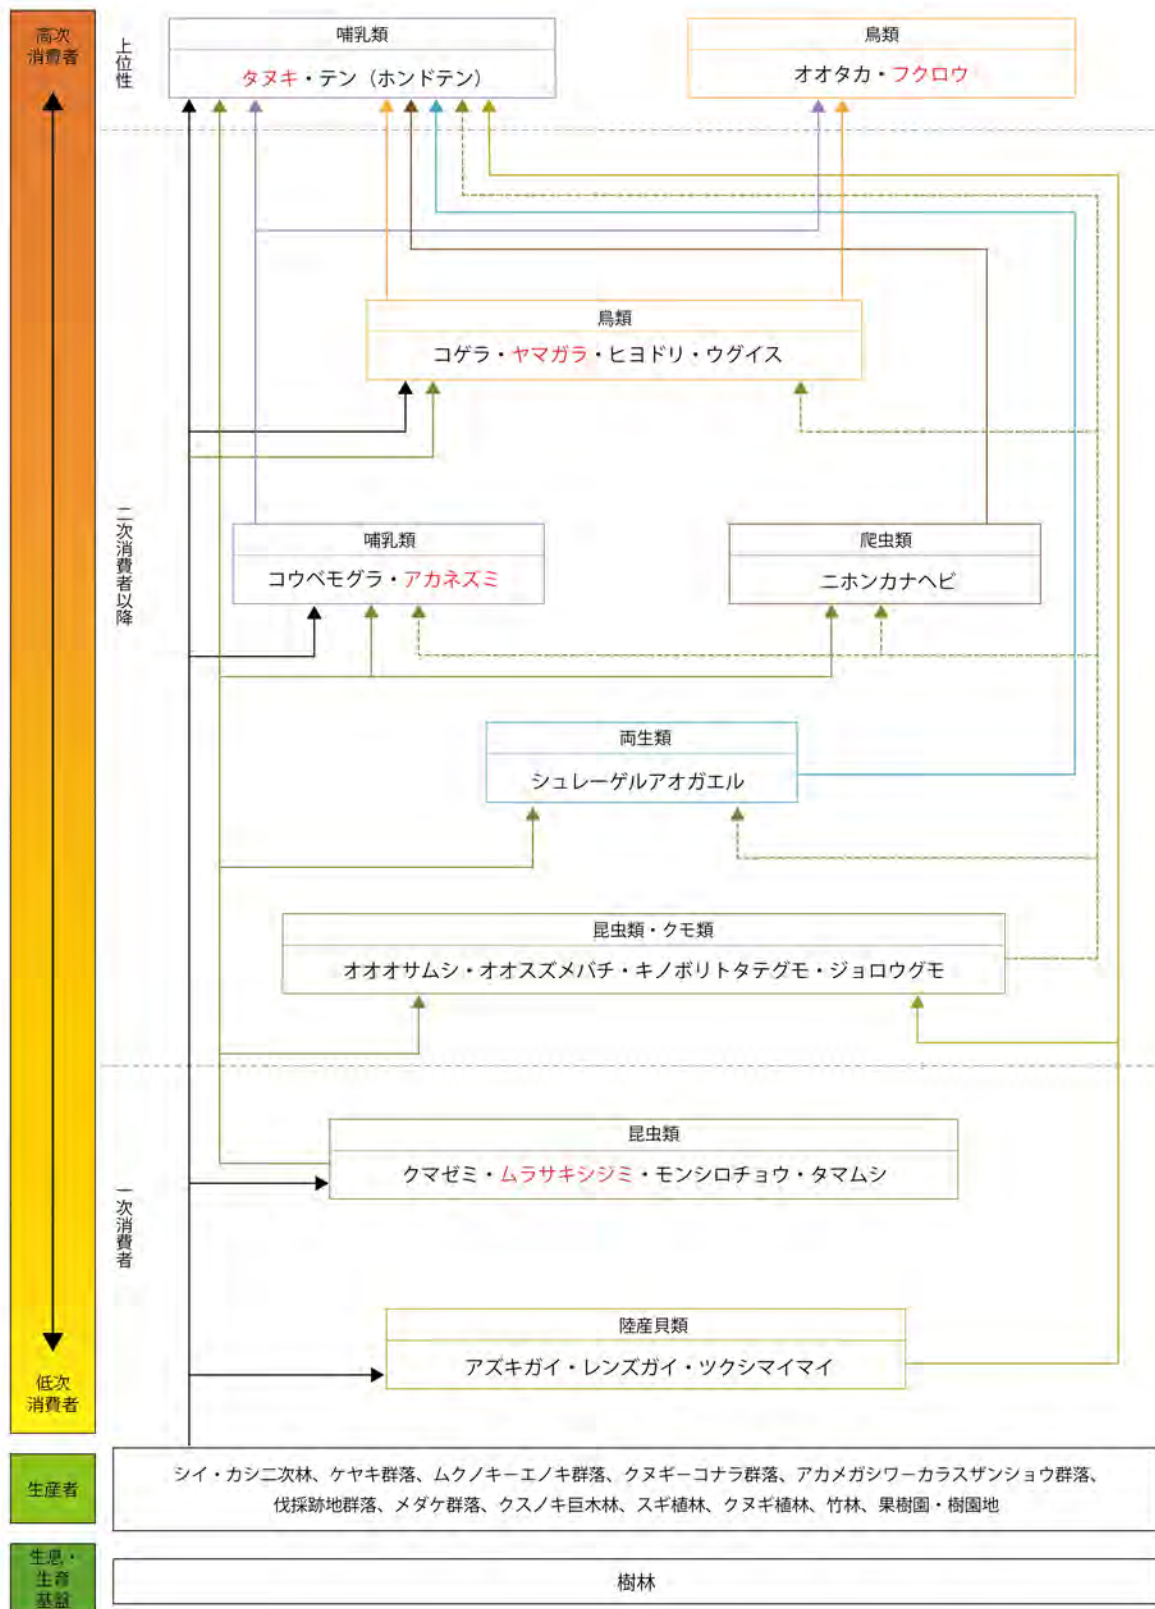 高次
消費者
上位性
哺乳類
タヌキ・テン（ホンドテン）
鳥類
オオタカ・フクロウ
鳥類
コゲラ・ヤマガラ・ヒヨドリ・ウグイス
二次消費者以降
哺乳類
コウベモグラ・アカネズミ
爬虫類
ニホンカナヘビ
両生類
シュレーゲルアオガエル
昆虫類・クモ類
オオオサムシ・オオスズメバチ・キノボリトタテグモ・ジョロウグモ
一次消費者
昆虫類
クマゼミ・ムラサキシジミ・モンシロチョウ・タマムシ
陸産貝類
アズキガイ・レンズガイ・ツクシマイマイ
低次
消費者
生産者
シイ・カシ二次林、ケヤキ群落、ムクノキーエノキ群落、クヌギーコナラ群落、アカメガシワーカラスザンショウ群落、
伐採跡地群落、メダケ群落、クスノキ巨木林、スギ植林、クヌギ植林、竹林、果樹園・樹園地
生息・
生育
基盤
樹林